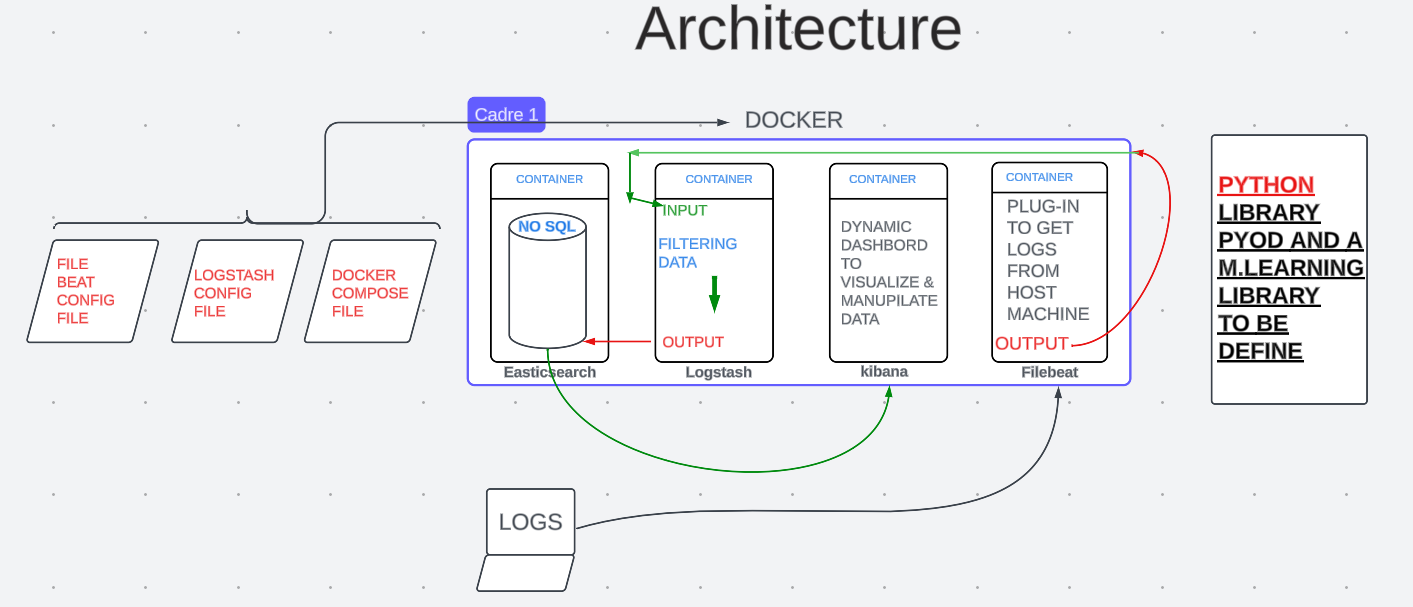 Architecture
Cadre 1
DOCKER
FILE
BEAT
CONFIG
FILE
LOGSTASH
CONFIG
FILE
DOCKER
COMPOSE
FILE
CONTAINER
NO SQL
Easticsearch
CONTAINER
INPUT
FILTERING
DATA
OUTPUT
Logstash
CONTAINER
DYNAMIC
DASHBORD
TO
VISUALIZE &
MANUPILATE
DATA
kibana
CONTAINER
PLUG-IN
TO GET
LOGS
FROM
HOST
MACHINE
OUTPUT
Filebeat
PYTHON
LIBRARY
PYOD AND A
M.LEARNING
LIBRARY
TO BE
DEFINE
LOGS